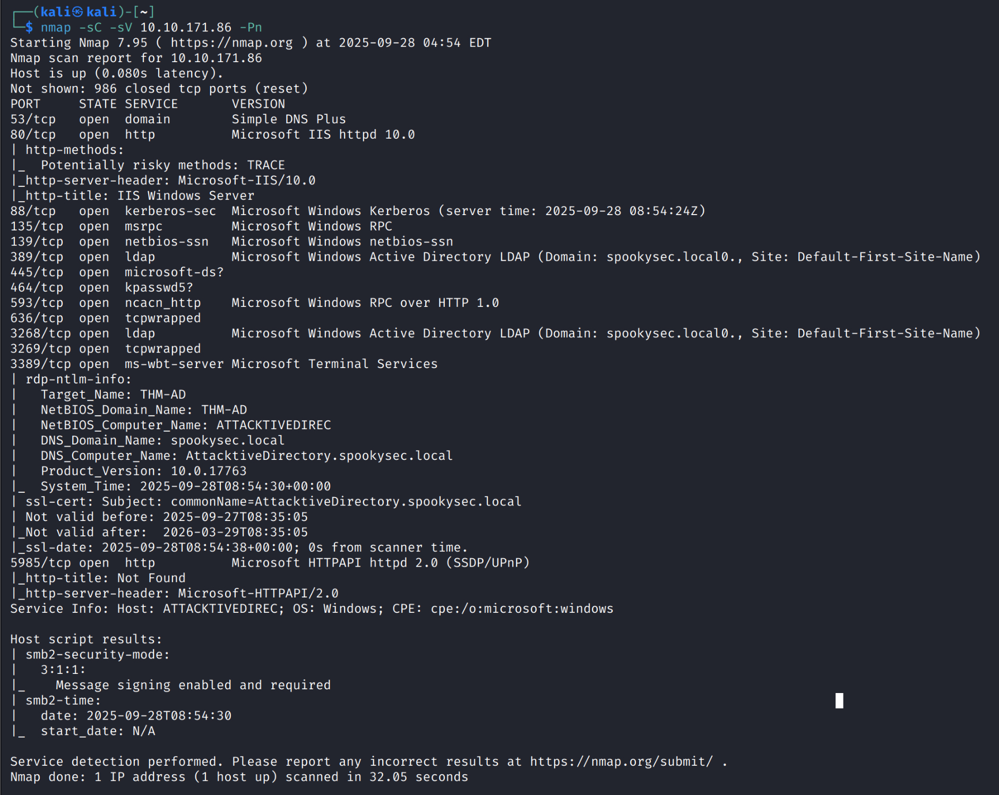 ┌──(kali㉿kali)-[~]
└─$ nmap -sC -sV 10.10.171.86 -Pn
Starting Nmap 7.95 ( https://nmap.org ) at 2025-09-28 04:54 EDT
Nmap scan report for 10.10.171.86
Host is up (0.080s latency).
Not shown: 986 closed tcp ports (reset)
PORT     STATE SERVICE       VERSION
53/tcp   open  domain        Simple DNS Plus
80/tcp   open  http          Microsoft IIS httpd 10.0
| http-methods:
|_  Potentially risky methods: TRACE
|_http-server-header: Microsoft-IIS/10.0
|_http-title: IIS Windows Server
88/tcp   open  kerberos-sec  Microsoft Windows Kerberos (server time: 2025-09-28 08:54:24Z)
135/tcp  open  msrpc         Microsoft Windows RPC
139/tcp  open  netbios-ssn   Microsoft Windows netbios-ssn
389/tcp  open  ldap          Microsoft Windows Active Directory LDAP (Domain: spookysec.local0., Site: Default-First-Site-Name)
445/tcp  open  microsoft-ds?
464/tcp  open  kpasswd5?
593/tcp  open  ncacn_http    Microsoft Windows RPC over HTTP 1.0
636/tcp  open  tcpwrapped
3268/tcp open  ldap          Microsoft Windows Active Directory LDAP (Domain: spookysec.local0., Site: Default-First-Site-Name)
3269/tcp open  tcpwrapped
3389/tcp open  ms-wbt-server Microsoft Terminal Services
| rdp-ntlm-info:
|   Target_Name: THM-AD
|   NetBIOS_Domain_Name: THM-AD
|   NetBIOS_Computer_Name: ATTACKTIVEDIREC
|   DNS_Domain_Name: spookysec.local
|   DNS_Computer_Name: AttacktiveDirectory.spookysec.local
|   Product_Version: 10.0.17763
|_  System_Time: 2025-09-28T08:54:30+00:00
| ssl-cert: Subject: commonName=AttacktiveDirectory.spookysec.local
| Not valid before: 2025-09-27T08:35:05
|_Not valid after:  2026-03-29T08:35:05
|_ssl-date: 2025-09-28T08:54:38+00:00; 0s from scanner time.
5985/tcp open  http          Microsoft HTTPAPI httpd 2.0 (SSDP/UPnP)
|_http-title: Not Found
|_http-server-header: Microsoft-HTTPAPI/2.0
Service Info: Host: ATTACKTIVEDIREC; OS: Windows; CPE: cpe:/o:microsoft:windows

Host script results:
| smb2-security-mode:
|   3:1:1:
|_    Message signing enabled and required
| smb2-time:
|   date: 2025-09-28T08:54:30
|_  start_date: N/A

Service detection performed. Please report any incorrect results at https://nmap.org/submit/ .
Nmap done: 1 IP address (1 host up) scanned in 32.05 seconds